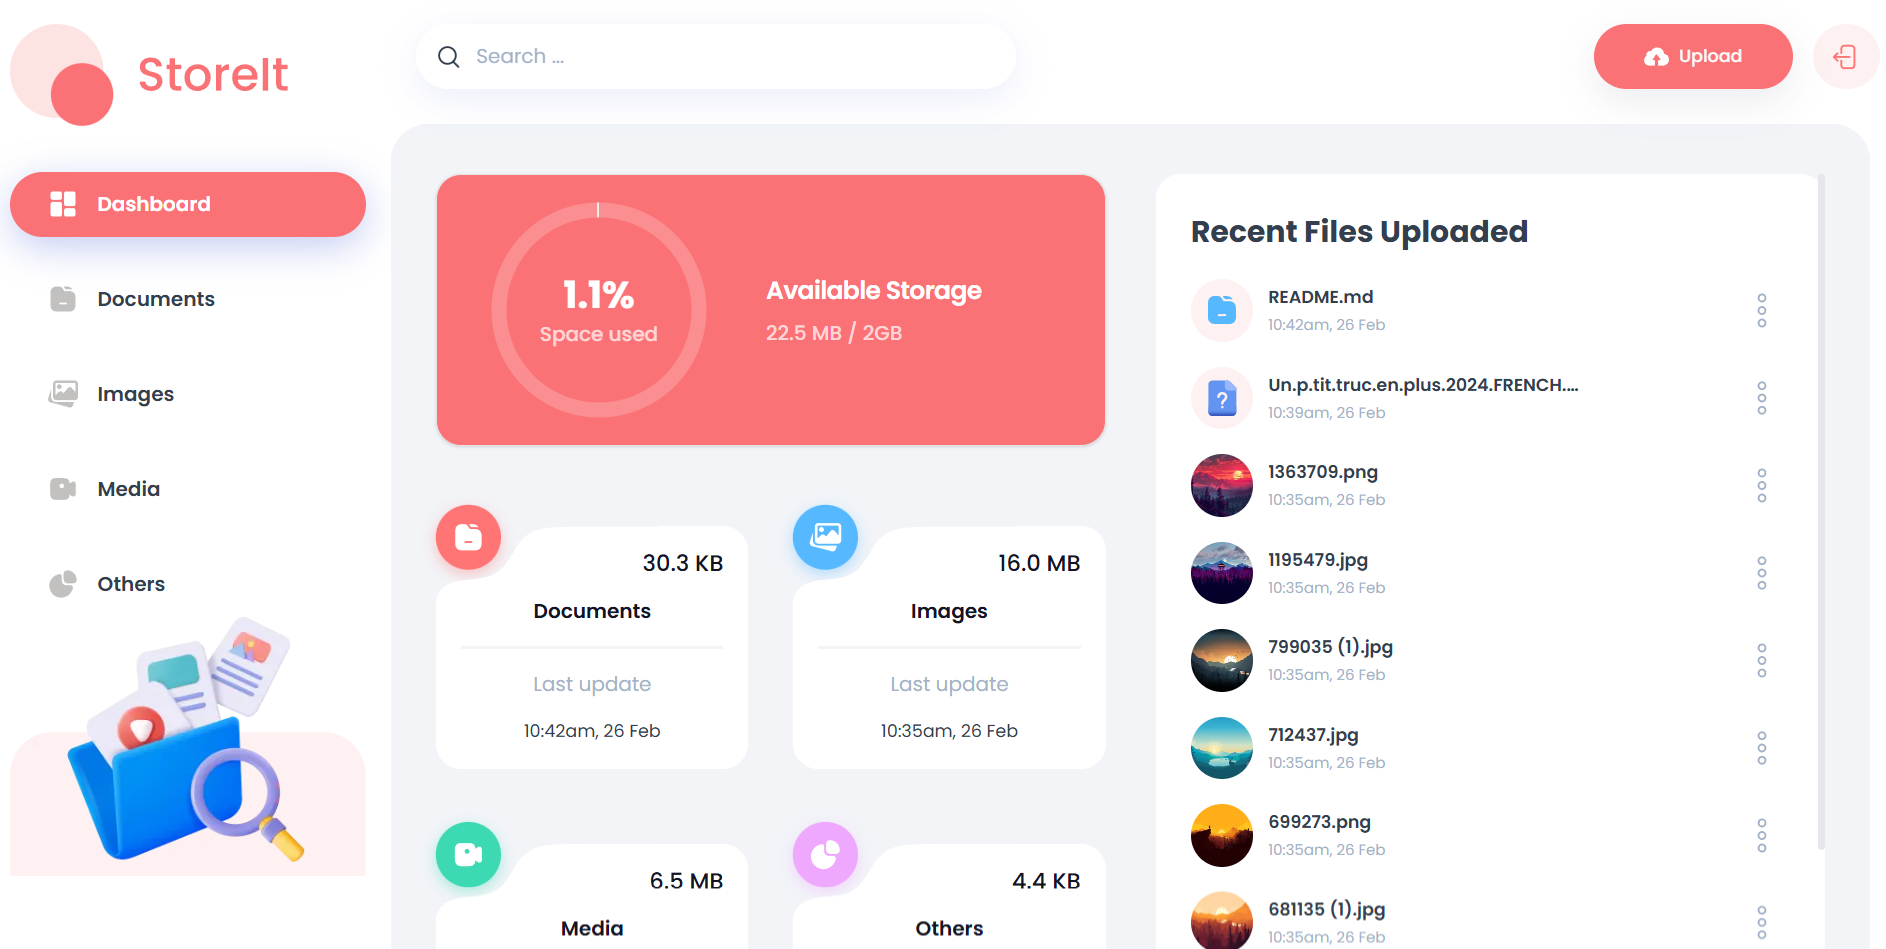 StoreIt
Search ...
Upload
Dashboard
Documents
Images
Media
Others
1.1%
Space used
Available Storage
22.5 MB / 2GB
30.3 KB
Documents
Last update
10:42am, 26 Feb
16.0 MB
Images
Last update
10:35am, 26 Feb
6.5 MB
Media
4.4 KB
Others
Recent Files Uploaded
README.md
10:42am, 26 Feb
Un.p.tit.truc.en.plus.2024.FRENCH....
10:39am, 26 Feb
1363709.png
10:35am, 26 Feb
1195479.jpg
10:35am, 26 Feb
799035 (1).jpg
10:35am, 26 Feb
712437.jpg
10:35am, 26 Feb
699273.png
10:35am, 26 Feb
681135 (1).jpg
10:35am, 26 Feb